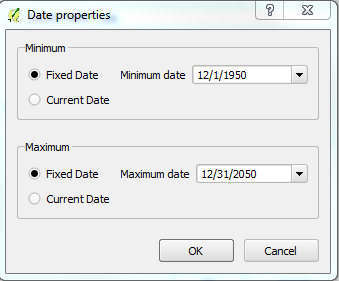 Date properties
Minimum
Fixed Date Minimum date 12/1/1950
Current Date
Maximum
Fixed Date Maximum date 12/31/2050
Current Date
OK Cancel